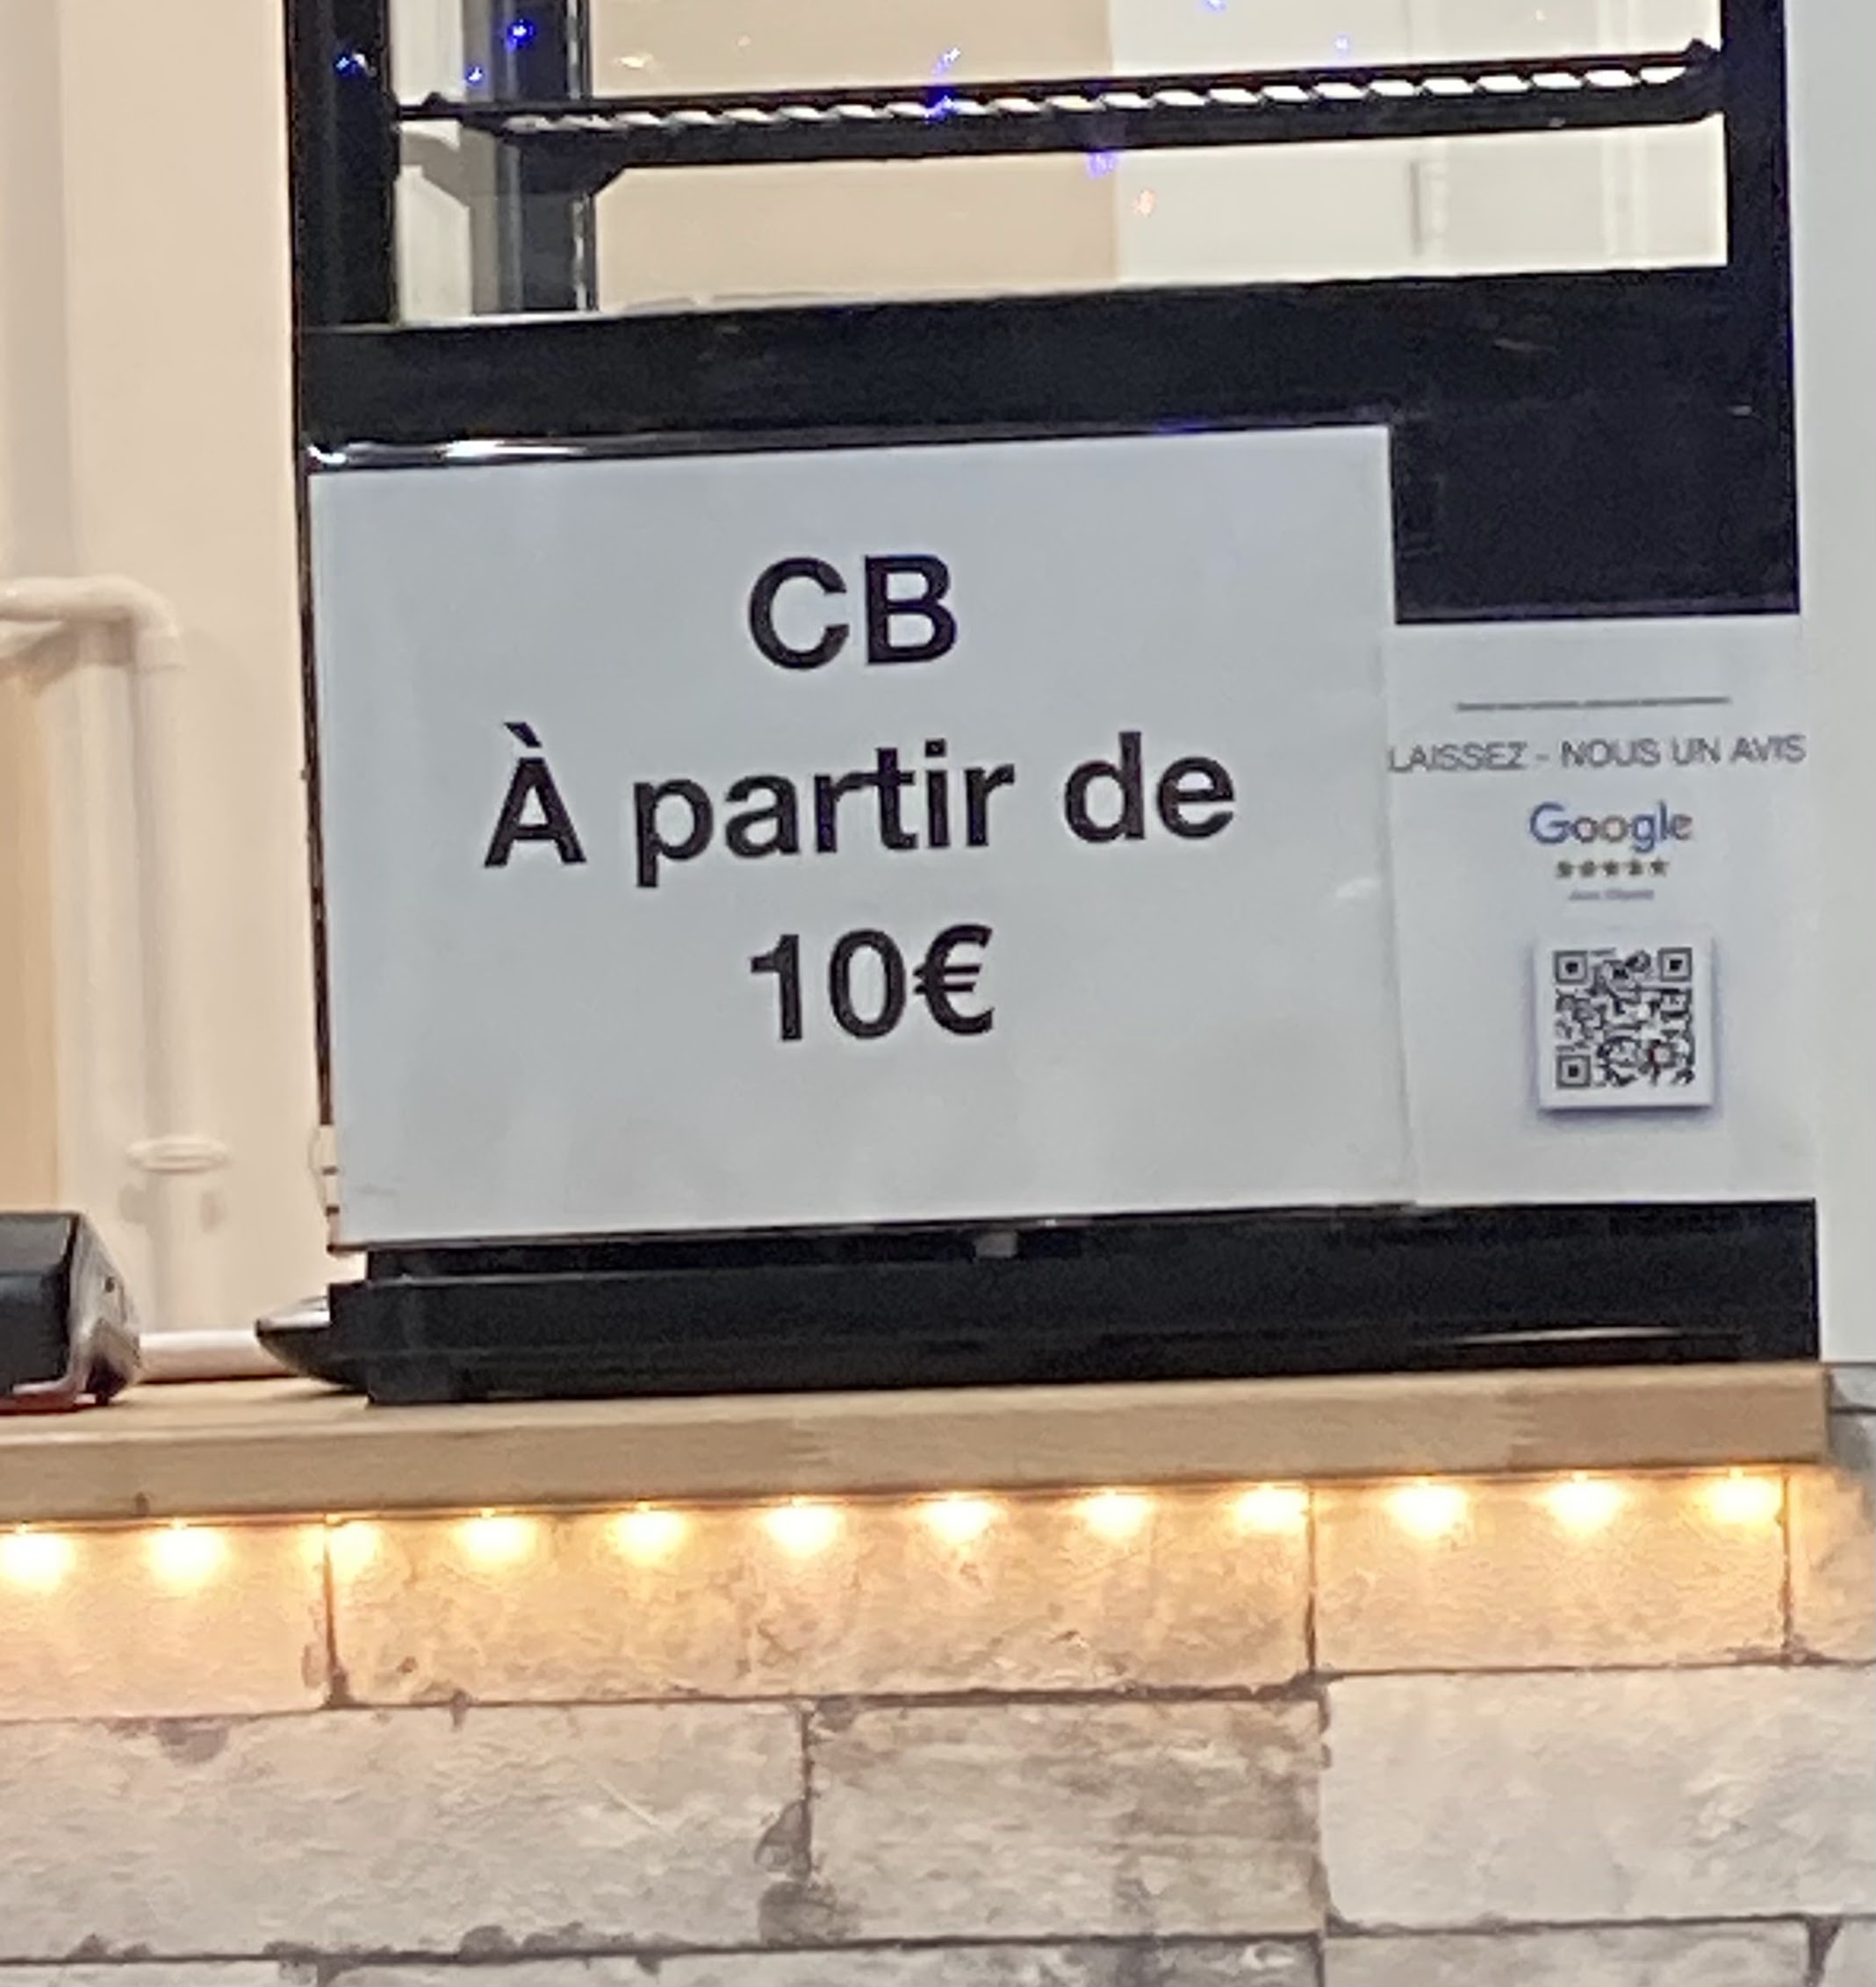 CB
À partir de
10€
LAISSEZ - NOUS UN AVIS
Google